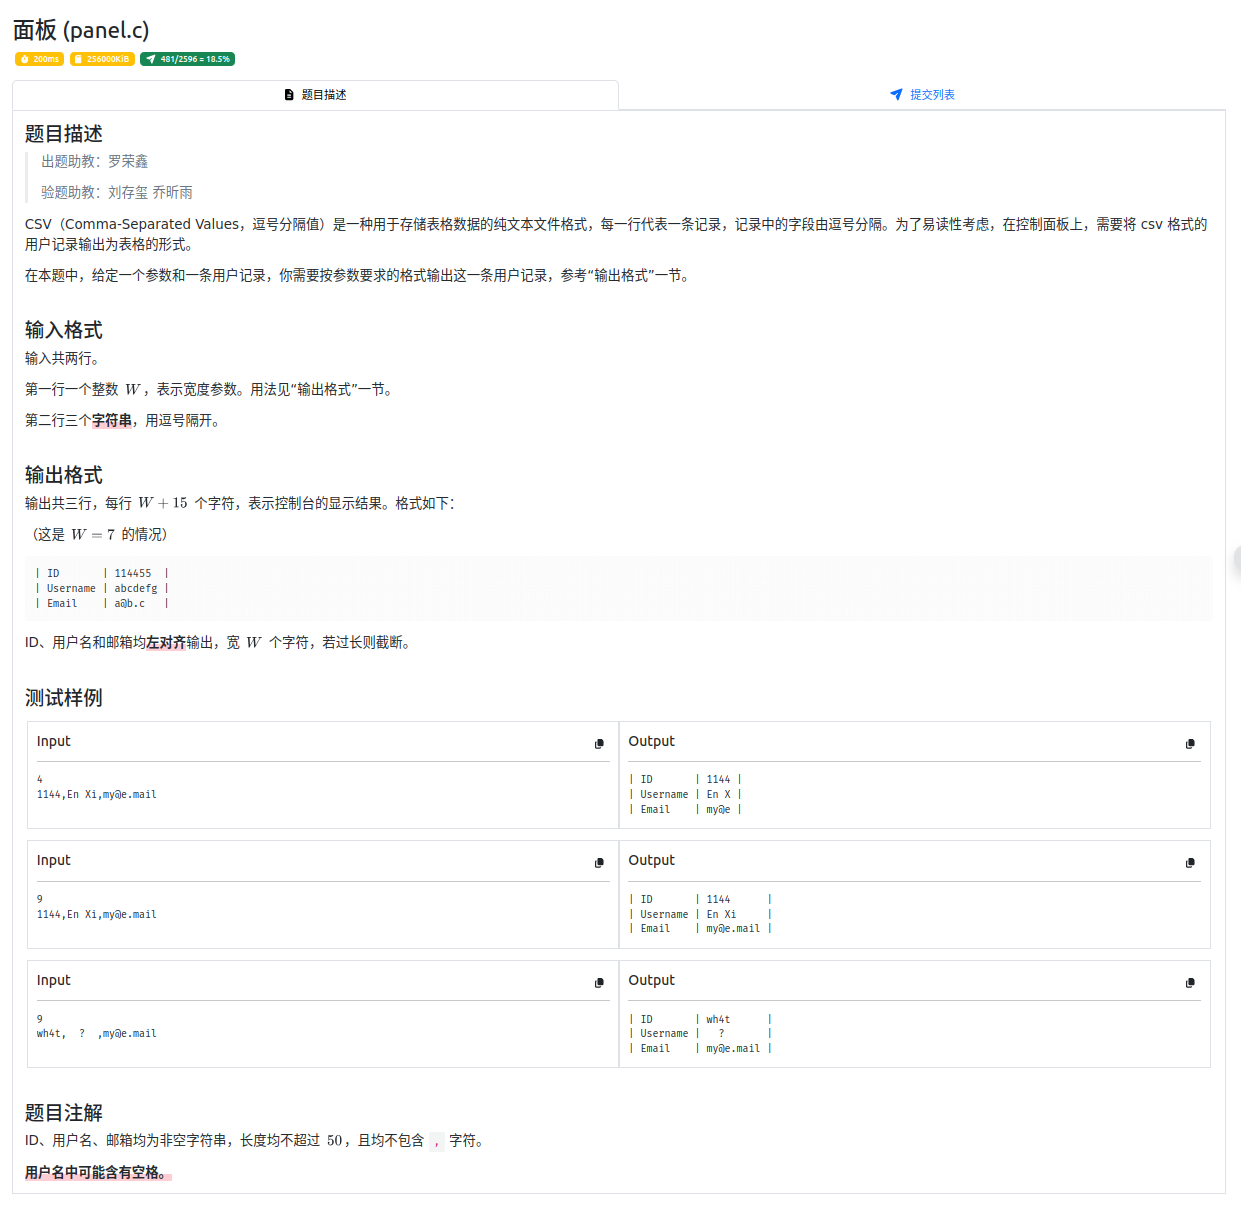 面板 (panel.c)
200ms 256000KiB 481/2596 = 18.5%
题目描述 提交列表
题目描述
出题助教：罗荣鑫
验题助教：刘存玺 乔昕雨
CSV（Comma-Separated Values，逗号分隔值）是一种用于存储表格数据的纯文本文件格式，每一行代表一条记录，记录中的字段由逗号分隔。为了易读性考虑，在控制面板上，需要将 csv 格式的
用户记录输出为表格的形式。
在本题中，给定一个参数和一条用户记录，你需要按参数要求的格式输出这一条用户记录，参考“输出格式”一节。
输入格式
输入共两行。
第一行一个整数 W，表示宽度参数。用法见“输出格式”一节。
第二行三个字符串，用逗号隔开。
输出格式
输出共三行，每行 W + 15 个字符，表示控制台的显示结果。格式如下：
（这是 W = 7 的情况）
| ID       | 114455  |
| Username | abcdefg |
| Email    | a@b.c   |
ID、用户名和邮箱均左对齐输出，宽 W 个字符，若过长则截断。
测试样例
Input
4
1144,En Xi,my@e.mail
Output
| ID       | 1144 |
| Username | En X |
| Email    | my@e |
Input
9
1144,En Xi,my@e.mail
Output
| ID       | 1144      |
| Username | En Xi     |
| Email    | my@e.mail |
Input
9
wh4t,  ?  ,my@e.mail
Output
| ID       | wh4t      |
| Username |   ?       |
| Email    | my@e.mail |
题目注解
ID、用户名、邮箱均为非空字符串，长度均不超过 50，且均不包含 , 字符。
用户名中可能含有空格。